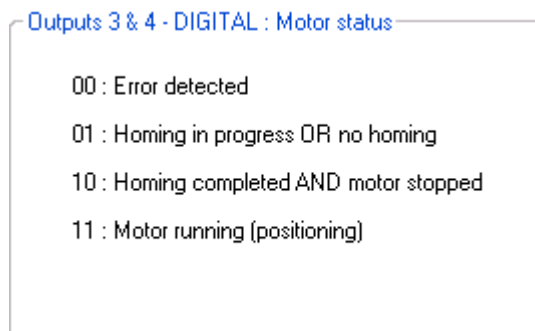 Outputs 3 & 4 - DIGITAL : Motor status
00 : Error detected
01 : Homing in progress OR no homing
10 : Homing completed AND motor stopped
11 : Motor running (positioning)